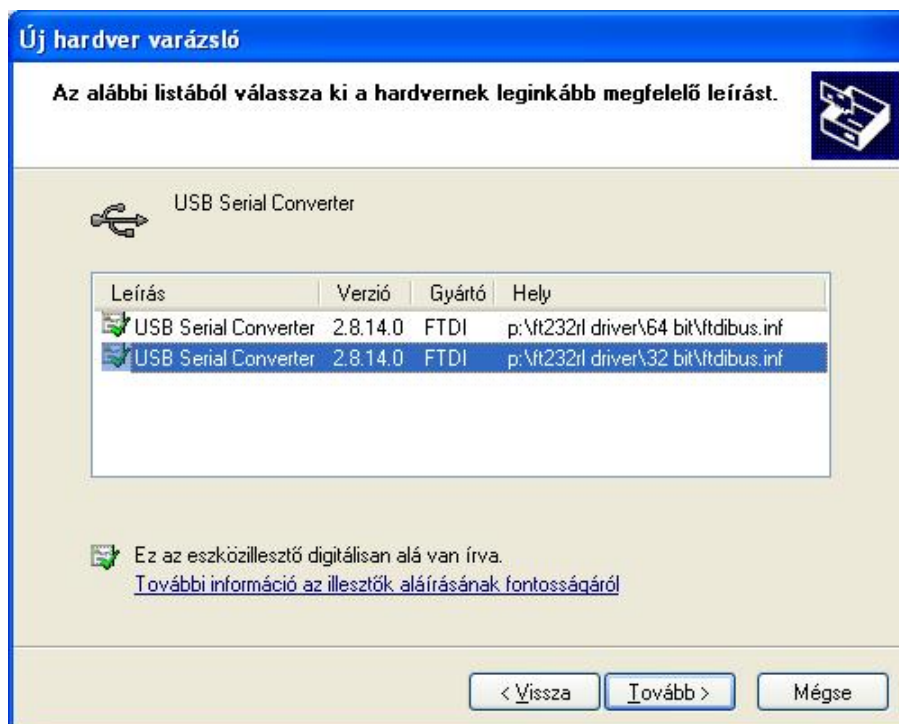 Új hardver varázsló
Az alábbi listából válassza ki a hardvernek leginkább megfelelő leírást.
USB Serial Converter
Leírás Verzió Gyártó Hely
USB Serial Converter 2.8.14.0 FTDI p:\ft232rl driver\64 bit\ftdibus.inf
USB Serial Converter 2.8.14.0 FTDI p:\ft232rl driver\32 bit\ftdibus.inf
Ez az eszközillesztő digitálisan alá van írva.
További információ az illesztők aláírásának fontosságáról
< Vissza Tovább > Mégse